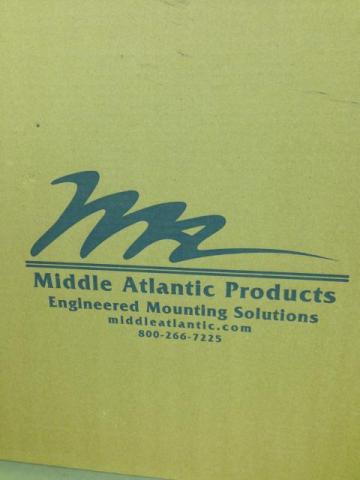 Middle Atlantic Products
Engineered Mounting Solutions
middleatlantic.com
800-266-7225